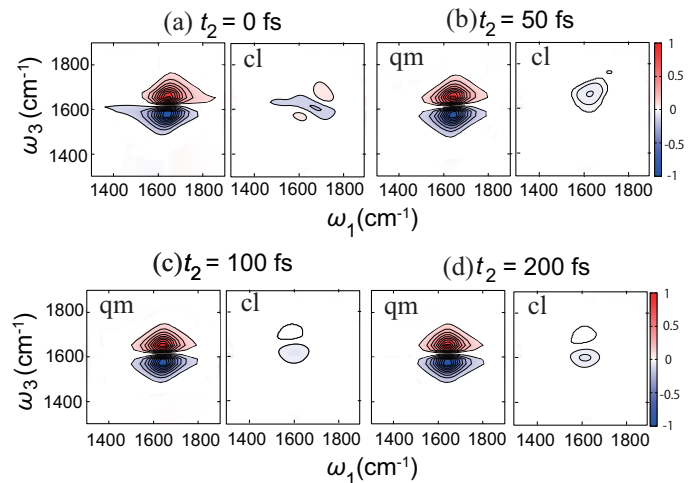 (a) t₂ = 0 fs (b) t₂ = 50 fs
cl qm cl
1800
1600
1400
ω₃ (cm⁻¹)
1400 1600 1800 1400 1600 1800 1400 1600 1800 1400 1600 1800
ω₁(cm⁻¹)
1
0.5
0
-0.5
-1
(c)t₂ = 100 fs (d) t₂ = 200 fs
qm cl qm cl
1800
1600
1400
ω₃ (cm⁻¹)
1400 1600 1800 1400 1600 1800 1400 1600 1800 1400 1600 1800
ω₁(cm⁻¹)
1
0.5
0
-0.5
-1